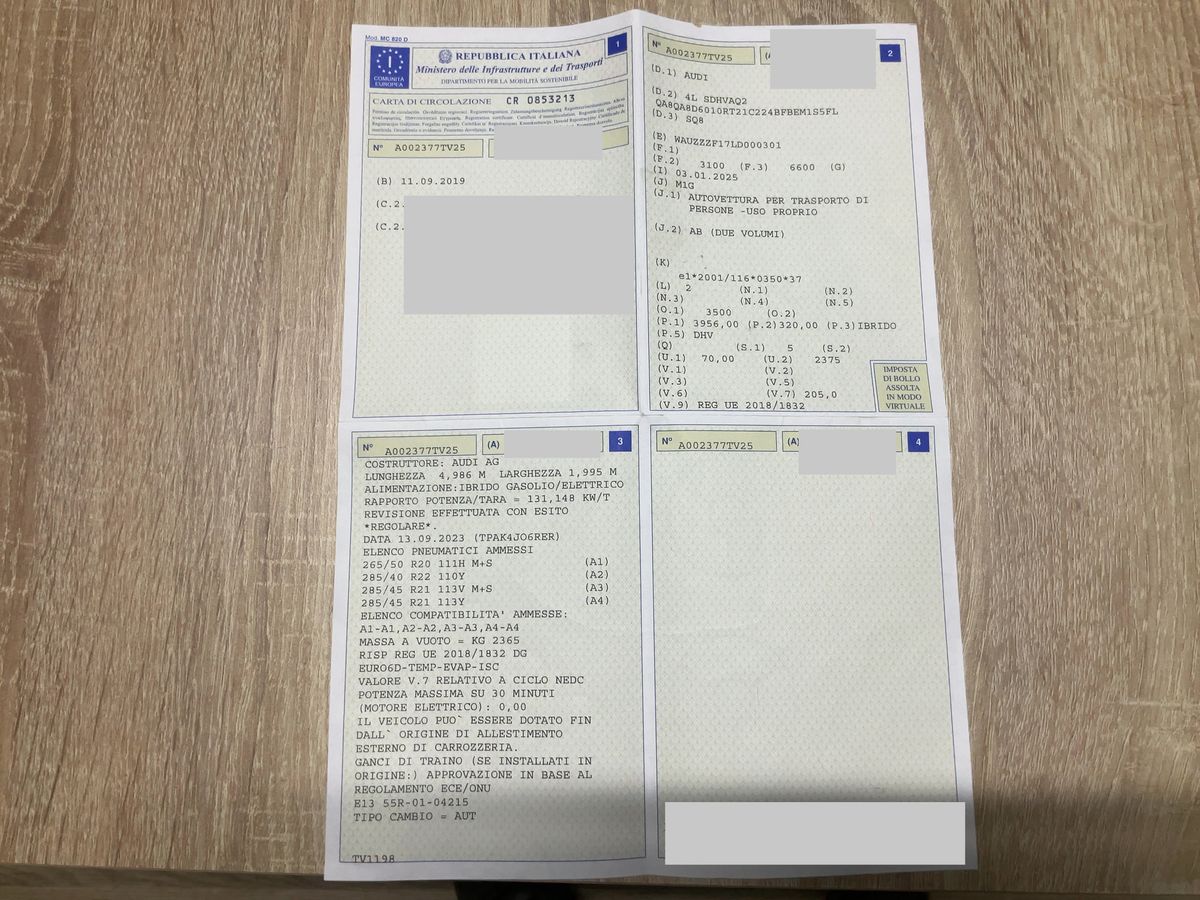 Mod. MC 820 D
1
REPUBBLICA ITALIANA
Ministero delle Infrastrutture e dei Trasporti
DIPARTIMENTO PER LA MOBILITÀ SOSTENIBILE
COMUNITÀ EUROPEA
I
CARTA DI CIRCOLAZIONE CR 0853213
N° A002377TV25
(B) 11.09.2019
(C.2.
(C.2.
N° A002377TV25 (A)
2
(D.1) AUDI
(D.2) 4L SDHVAQ2
QA8QA8D6010RT21C224BFBEM1S5FL
(D.3) SQ8
(E) WAUZZZF17LD000301
(F.1)
(F.2) 3100 (F.3) 6600 (G)
(I) 03.01.2025
(J) M1G
(J.1) AUTOVETTURA PER TRASPORTO DI
PERSONE -USO PROPRIO
(J.2) AB (DUE VOLUMI)
(K)
e1*2001/116*0350*37
(L) 2 (N.1) (N.2)
(N.3) (N.4) (N.5)
(O.1) 3500 (O.2)
(P.1) 3956,00 (P.2)320,00 (P.3)IBRIDO
(P.5) DHV
(Q) (S.1) 5 (S.2)
(U.1) 70,00 (U.2) 2375
(V.1) (V.2)
(V.3) (V.5)
(V.6) (V.7) 205,0
(V.9) REG UE 2018/1832
IMPOSTA
DI BOLLO
ASSOLTA
IN MODO
VIRTUALE
N° A002377TV25 (A)
3
COSTRUTTORE: AUDI AG
LUNGHEZZA 4,986 M LARGHEZZA 1,995 M
ALIMENTAZIONE:IBRIDO GASOLIO/ELETTRICO
RAPPORTO POTENZA/TARA = 131,148 KW/T
REVISIONE EFFETTUATA CON ESITO
*REGOLARE*.
DATA 13.09.2023 (TPAK4JO6RER)
ELENCO PNEUMATICI AMMESSI
265/50 R20 111H M+S (A1)
285/40 R22 110Y (A2)
285/45 R21 113V M+S (A3)
285/45 R21 113Y (A4)
ELENCO COMPATIBILITA' AMMESSE:
A1-A1,A2-A2,A3-A3,A4-A4
MASSA A VUOTO = KG 2365
RISP REG UE 2018/1832 DG
EURO6D-TEMP-EVAP-ISC
VALORE V.7 RELATIVO A CICLO NEDC
POTENZA MASSIMA SU 30 MINUTI
(MOTORE ELETTRICO): 0,00
IL VEICOLO PUO` ESSERE DOTATO FIN
DALL` ORIGINE DI ALLESTIMENTO
ESTERNO DI CARROZZERIA.
GANCI DI TRAINO (SE INSTALLATI IN
ORIGINE:) APPROVAZIONE IN BASE AL
REGOLAMENTO ECE/ONU
E13 55R-01-04215
TIPO CAMBIO = AUT
TV1198
N° A002377TV25 (A)
4